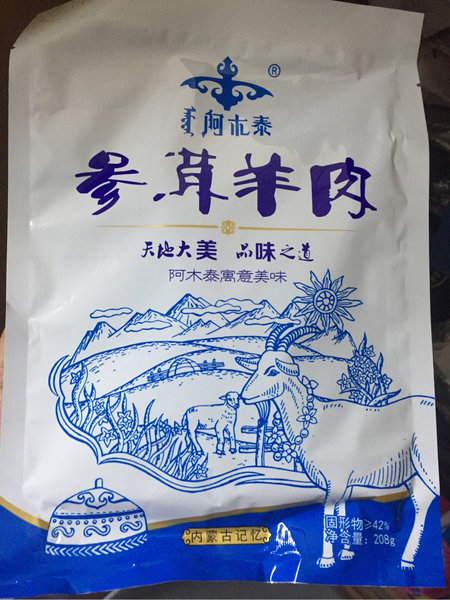 ®
阿木泰
参茸羊肉
天地大美 品味之道
阿木泰寓意美味
内蒙古记忆
固形物≥42%
净含量：208g